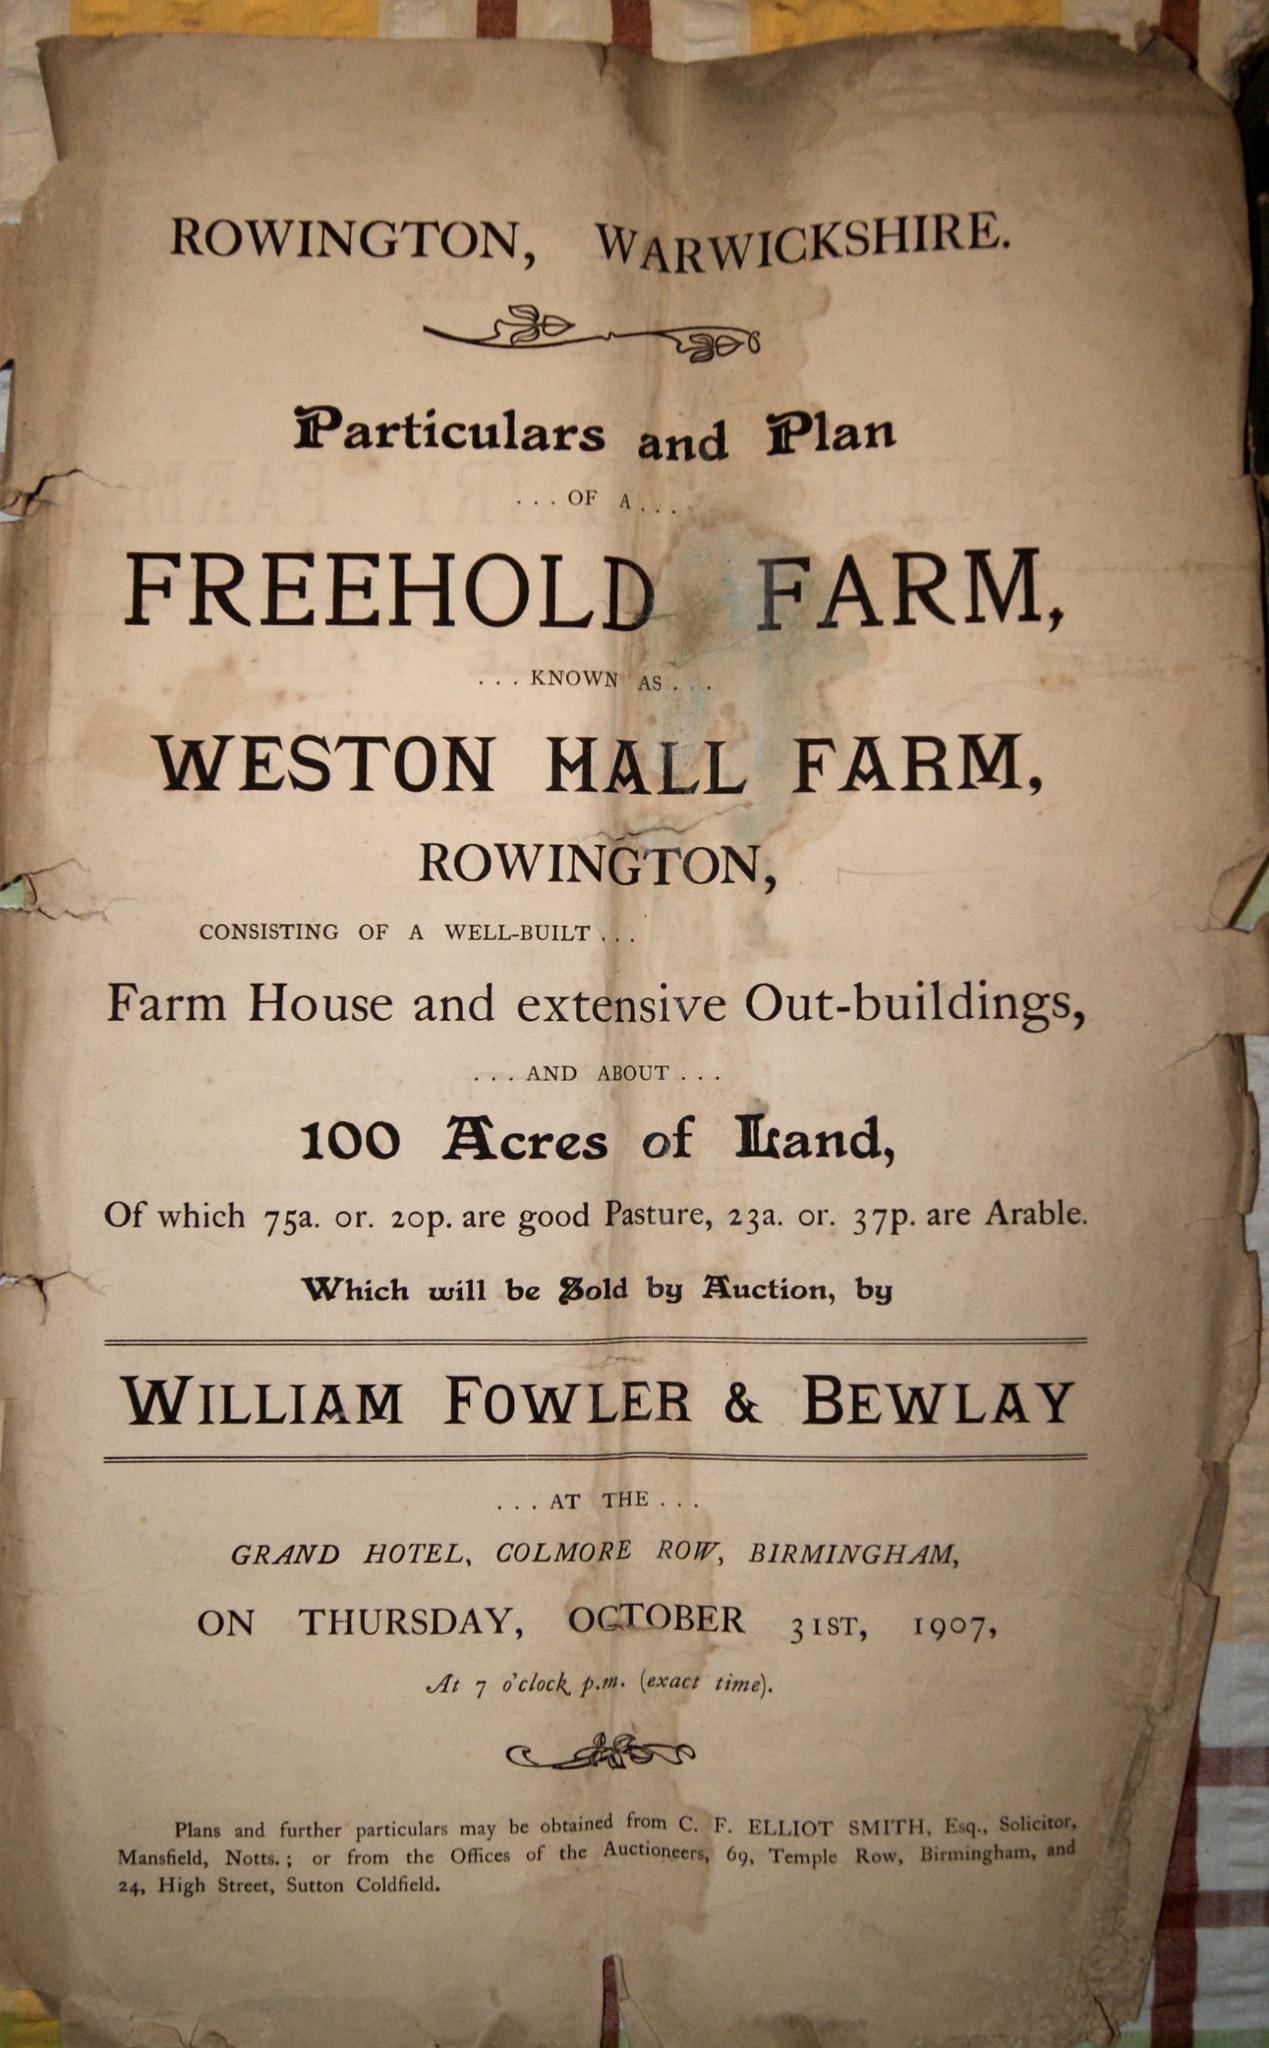 ROWINGTON, WARWICKSHIRE.
Particulars and Plan
...OF A...
FREEHOLD FARM,
...KNOWN AS...
WESTON HALL FARM,
ROWINGTON,
CONSISTING OF A WELL-BUILT...
Farm House and extensive Out-buildings,
...AND ABOUT...
100 Acres of Land,
Of which 75a. 0r. 20p. are good Pasture, 23a. 0r. 37p. are Arable.
Which will be Sold by Auction, by
WILLIAM FOWLER & BEWLAY
...AT THE...
GRAND HOTEL, COLMORE ROW, BIRMINGHAM,
ON THURSDAY, OCTOBER 31ST, 1907,
At 7 o'clock p.m. (exact time).
Plans and further particulars may be obtained from C. F. ELLIOT SMITH, Esq., Solicitor,
Mansfield, Notts.; or from the Offices of the Auctioneers, 69, Temple Row, Birmingham, and
24, High Street, Sutton Coldfield.